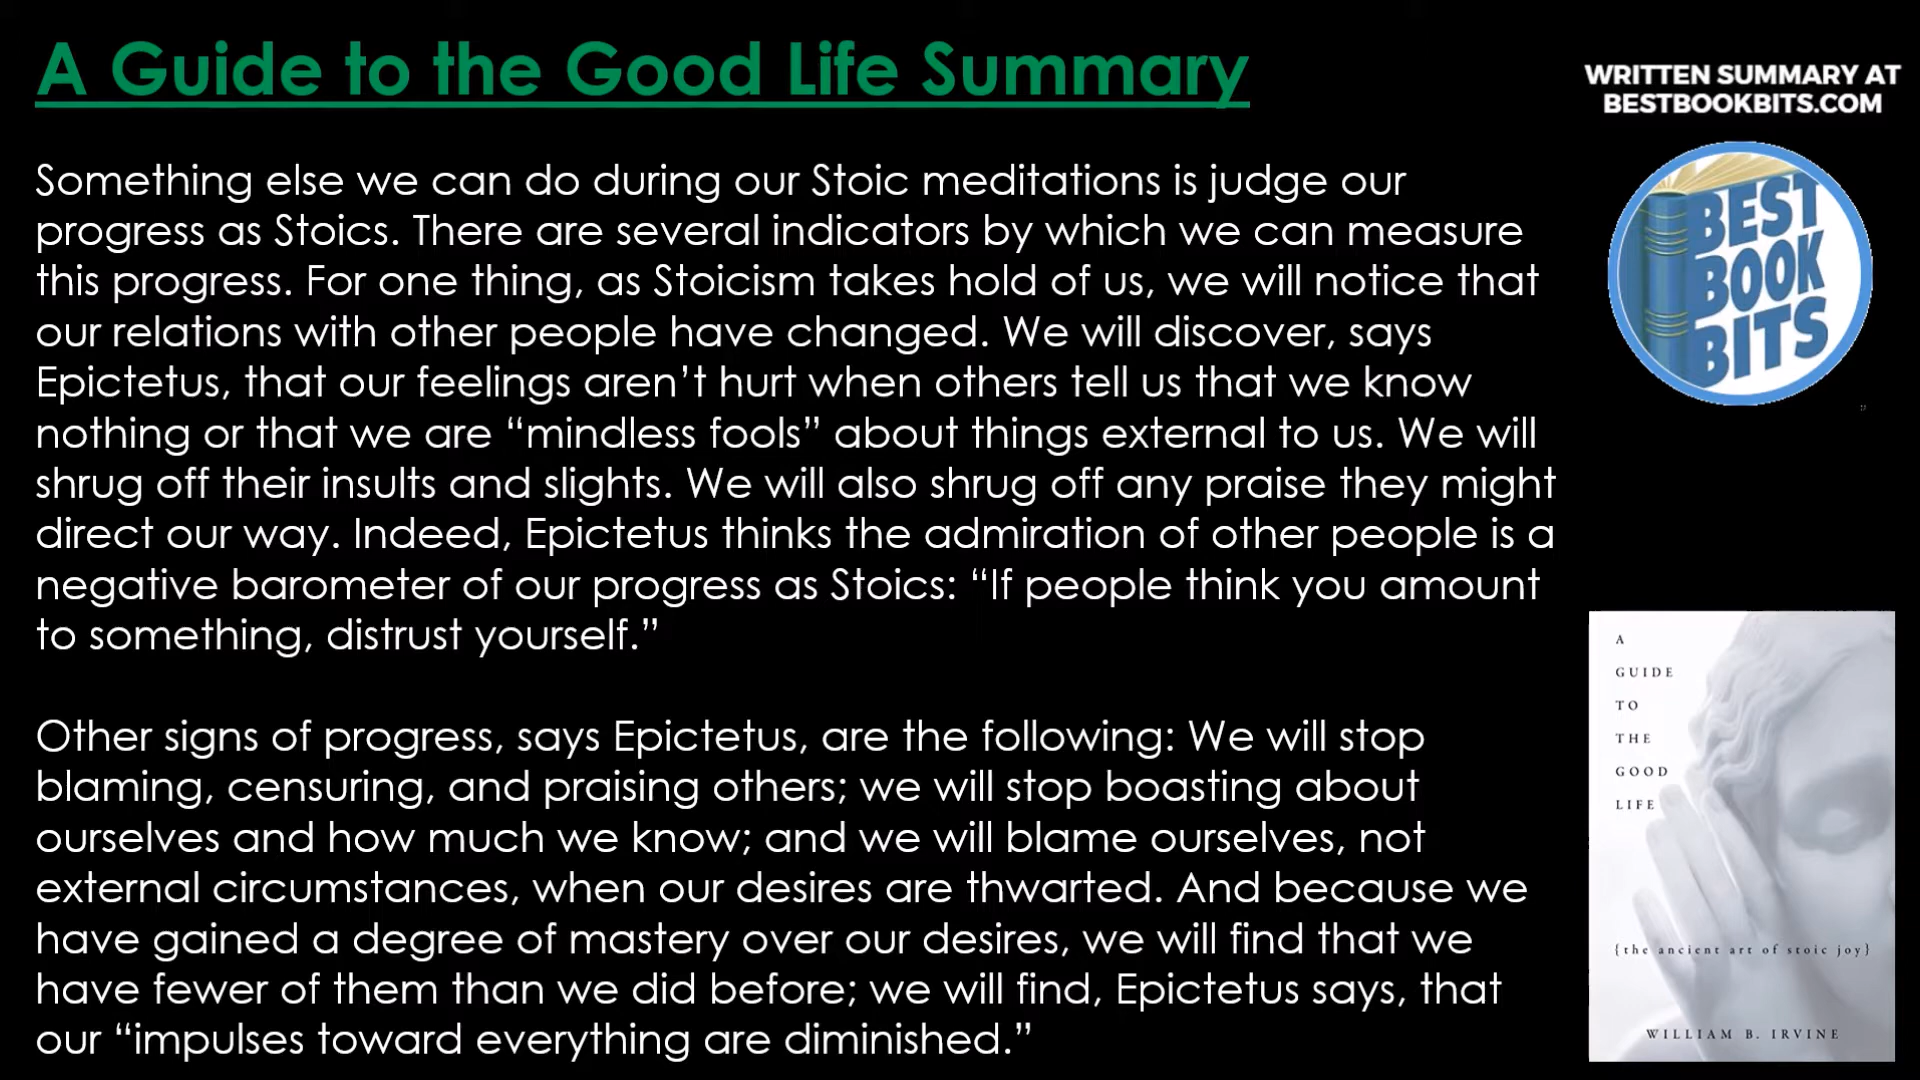 A Guide to the Good Life Summary
WRITTEN SUMMARY AT
BESTBOOKBITS.COM
BEST
BOOK
BITS
Something else we can do during our Stoic meditations is judge our
progress as Stoics. There are several indicators by which we can measure
this progress. For one thing, as Stoicism takes hold of us, we will notice that
our relations with other people have changed. We will discover, says
Epictetus, that our feelings aren’t hurt when others tell us that we know
nothing or that we are “mindless fools” about things external to us. We will
shrug off their insults and slights. We will also shrug off any praise they might
direct our way. Indeed, Epictetus thinks the admiration of other people is a
negative barometer of our progress as Stoics: “If people think you amount
to something, distrust yourself.”
Other signs of progress, says Epictetus, are the following: We will stop
blaming, censuring, and praising others; we will stop boasting about
ourselves and how much we know; and we will blame ourselves, not
external circumstances, when our desires are thwarted. And because we
have gained a degree of mastery over our desires, we will find that we
have fewer of them than we did before; we will find, Epictetus says, that
our “impulses toward everything are diminished.”
A
GUIDE
TO
THE
GOOD
LIFE
{the ancient art of stoic joy}
WILLIAM B. IRVINE